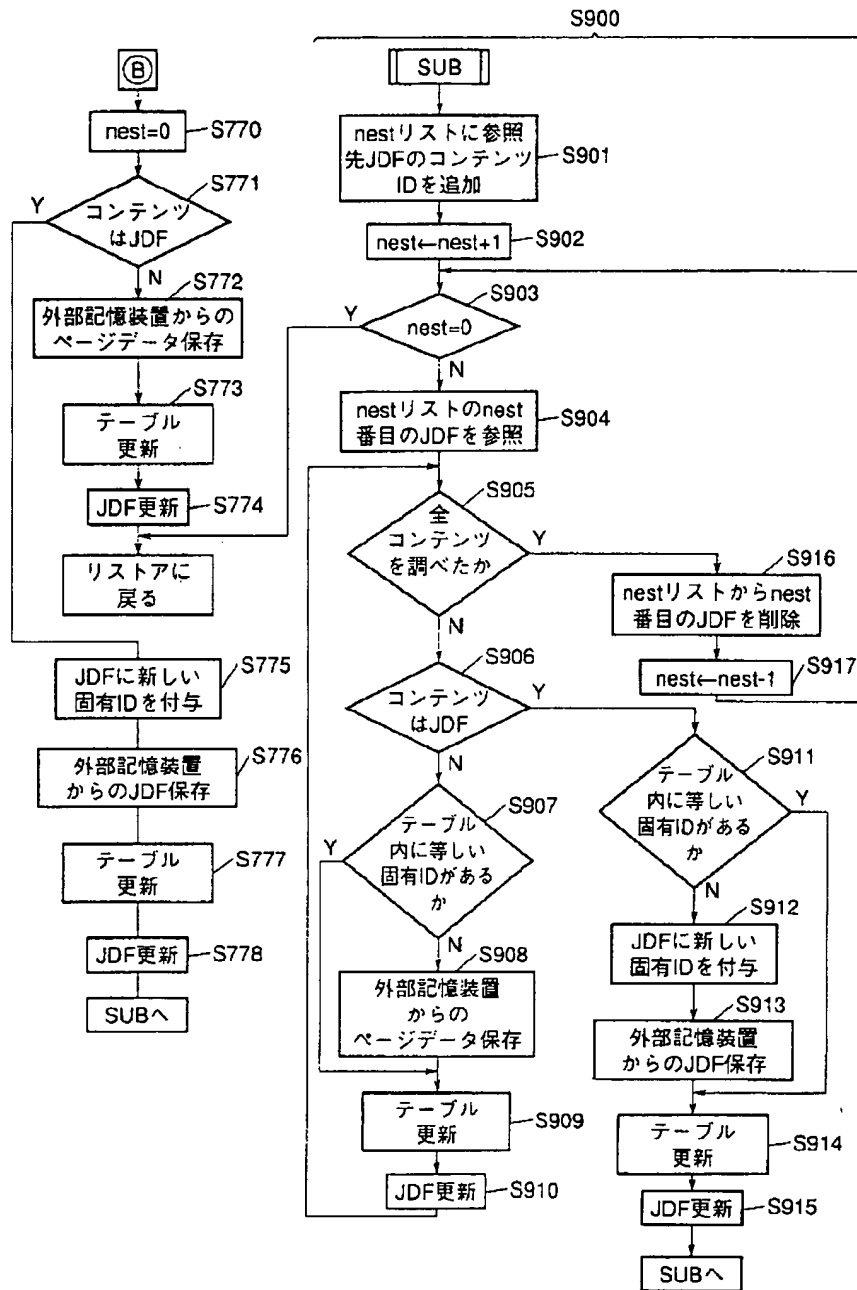 S900
Ⓑ
nest=0
S770
S771
Y
コンテンツ
はJDF
N
S772
外部記憶装置からの
ページデータ保存
S773
テーブル
更新
JDF更新
S774
リストアに
戻る
S775
JDFに新しい
固有IDを付与
S776
外部記憶装置
からのJDF保存
テーブル
更新
S777
JDF更新
S778
SUBへ
SUB
nestリストに参照
先JDFのコンテンツ
IDを追加
S901
nest←nest+1
S902
S903
Y
nest=0
N
nestリストのnest
番目のJDFを参照
S904
S905
全
コンテンツ
を調べたか
Y
N
S916
nestリストからnest
番目のJDFを削除
nest←nest-1
S917
S906
コンテンツ
はJDF
Y
N
S907
Y
テーブル
内に等しい
固有IDがある
か
N
S908
外部記憶装置
からの
ページデータ保存
テーブル
更新
S909
JDF更新
S910
S911
テーブル
内に等しい
固有IDがある
か
Y
N
S912
JDFに新しい
固有IDを付与
S913
外部記憶装置
からのJDF保存
テーブル
更新
S914
JDF更新
S915
SUBへ